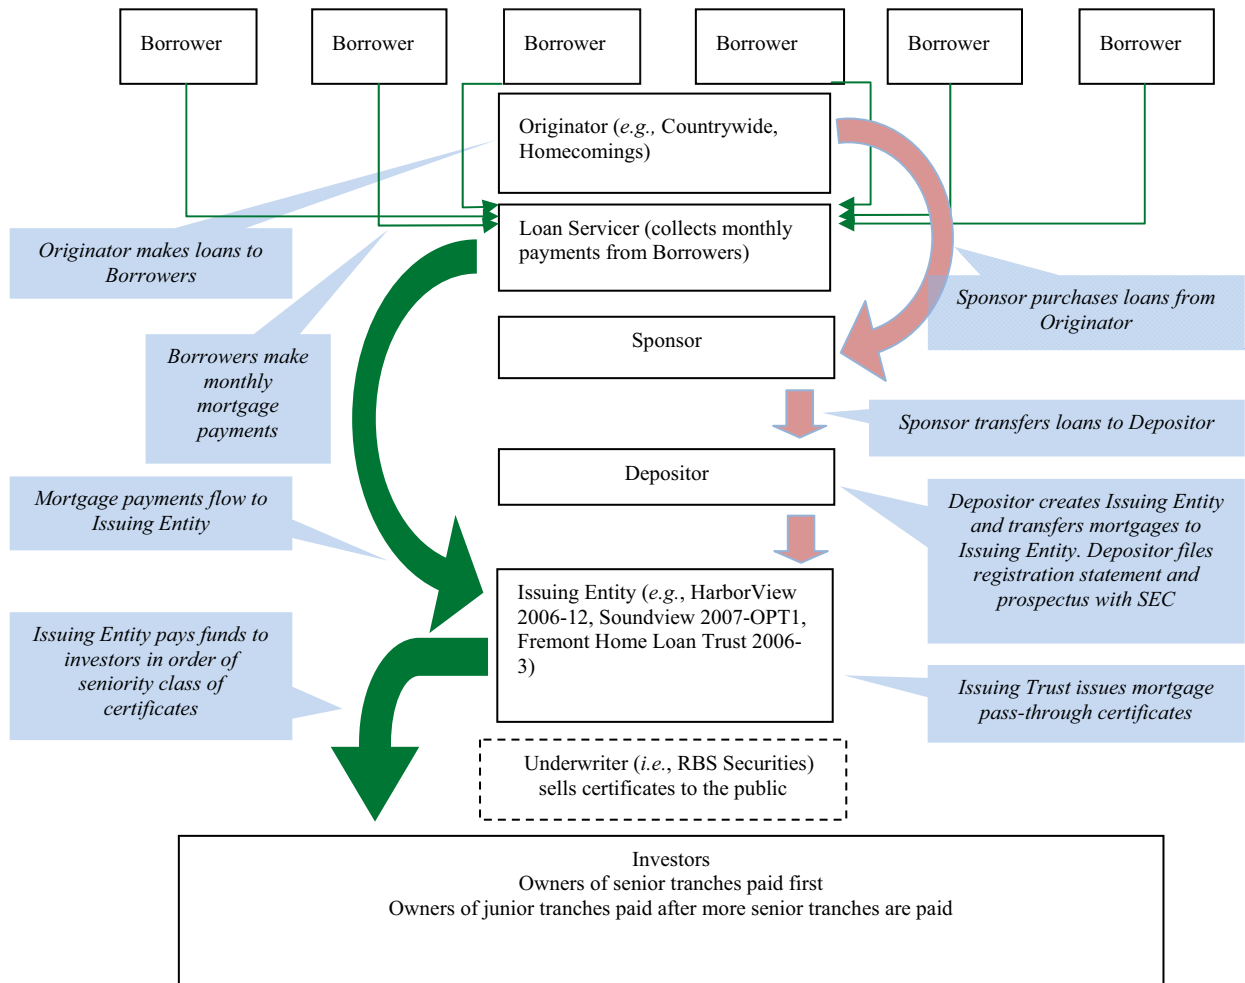 Borrower
Borrower
Borrower
Borrower
Borrower
Borrower
Originator (e.g., Countrywide,
Homecomings)
Loan Servicer (collects monthly
payments from Borrowers)
Originator makes loans to
Borrowers
Sponsor purchases loans from
Originator
Sponsor
Borrowers make
monthly
mortgage
payments
Sponsor transfers loans to Depositor
Depositor
Mortgage payments flow to
Issuing Entity
Depositor creates Issuing Entity
and transfers mortgages to
Issuing Entity. Depositor files
registration statement and
prospectus with SEC
Issuing Entity (e.g., HarborView
2006-12, Soundview 2007-OPT1,
Fremont Home Loan Trust 2006-
3)
Issuing Entity pays funds to
investors in order of
seniority class of
certificates
Issuing Trust issues mortgage
pass-through certificates
Underwriter (i.e., RBS Securities)
sells certificates to the public
Investors
Owners of senior tranches paid first
Owners of junior tranches paid after more senior tranches are paid